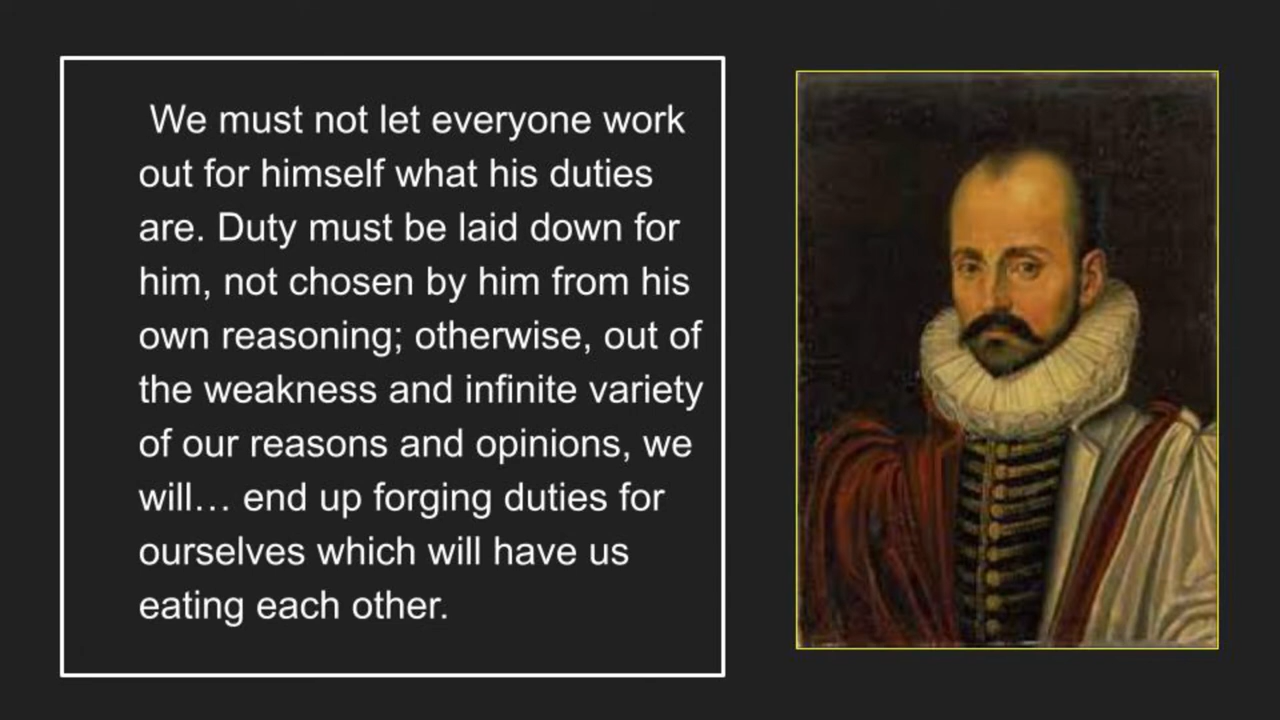 We must not let everyone work
out for himself what his duties
are. Duty must be laid down for
him, not chosen by him from his
own reasoning; otherwise, out of
the weakness and infinite variety
of our reasons and opinions, we
will… end up forging duties for
ourselves which will have us
eating each other.